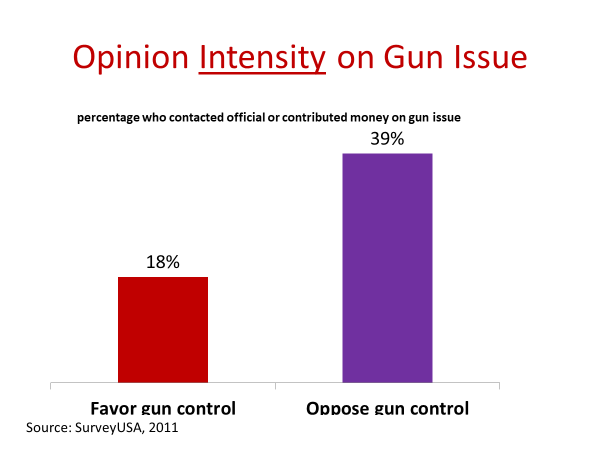 Opinion Intensity on Gun Issue
percentage who contacted official or contributed money on gun issue
39%
18%
Favor gun control Oppose gun control
Source: SurveyUSA, 2011